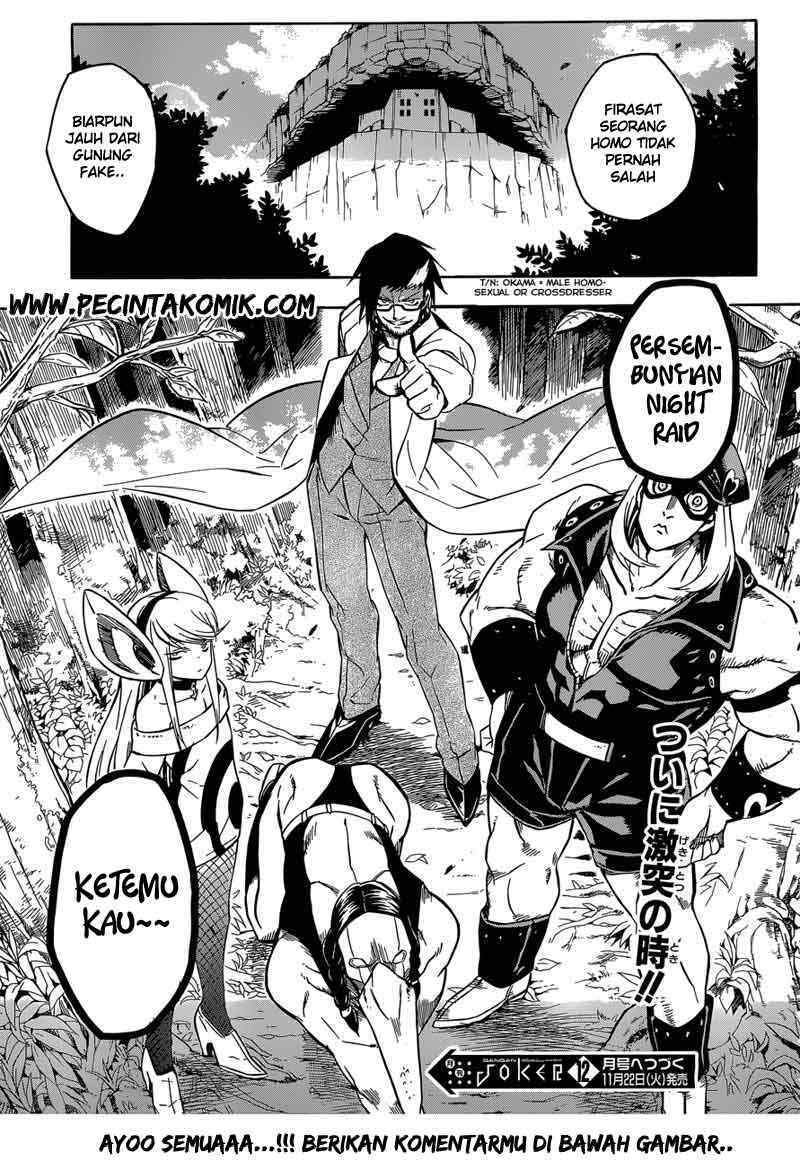 FIRASAT
SEORANG
HOMO TIDAK
PERNAH
SALAH
BIARPUN
JAUH DARI
GUNUNG
FAKE..
T/N: OKAMA = MALE HOMO-
SEXUAL OR CROSSDRESSER
WWW.PECINTAKOMIK.COM
PERSEM-
BUNYIAN
NIGHT
RAID
KETEMU
KAU~~
ついに激突の時!!
げきとつ
とき
JOKER 12
月号へつづく
11月22日(火)発売
AYOO SEMUAAA...!!! BERIKAN KOMENTARMU DI BAWAH GAMBAR..